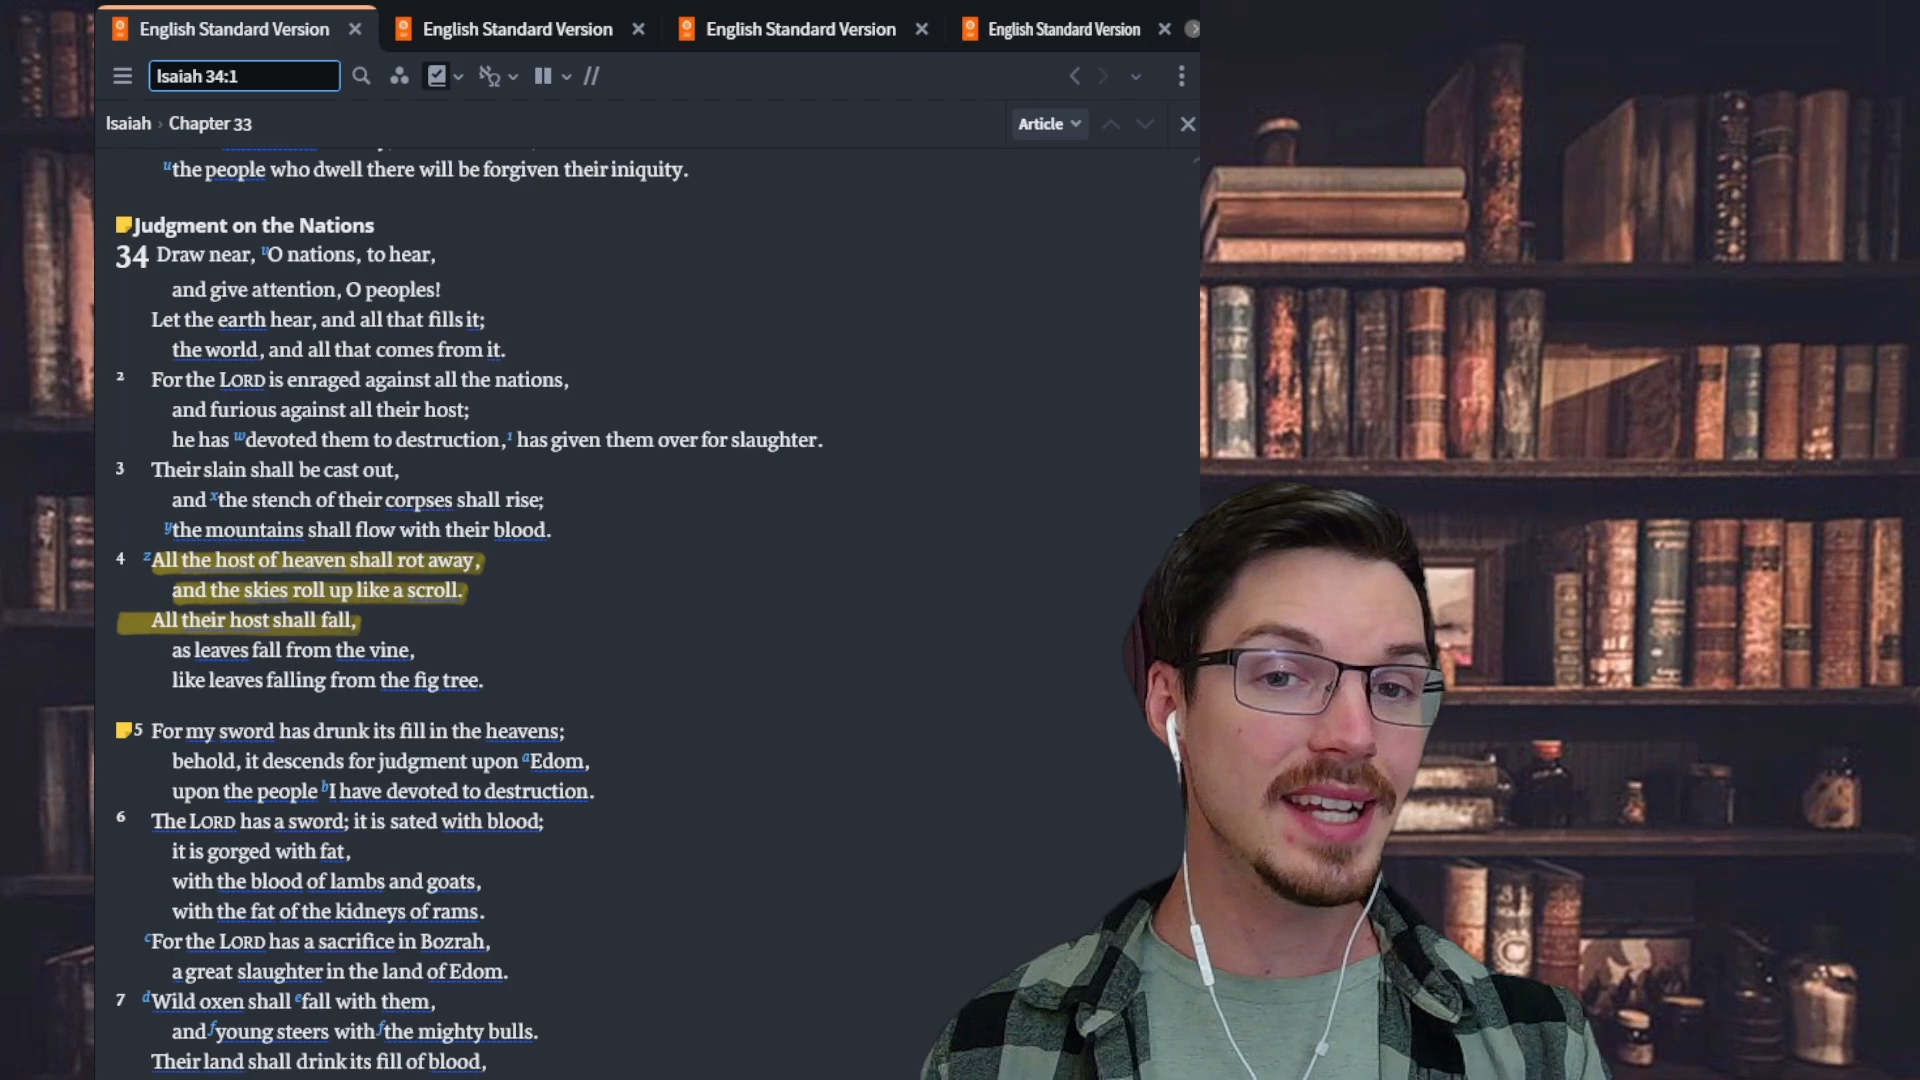 English Standard Version
English Standard Version
English Standard Version
English Standard Version
Isaiah 34:1
Isaiah › Chapter 33
Article
u the people who dwell there will be forgiven their iniquity.
Judgment on the Nations
34 Draw near, v O nations, to hear,
and give attention, O peoples!
Let the earth hear, and all that fills it;
the world, and all that comes from it.
2 For the LORD is enraged against all the nations,
and furious against all their host;
he has w devoted them to destruction,1 has given them over for slaughter.
3 Their slain shall be cast out,
and x the stench of their corpses shall rise;
y the mountains shall flow with their blood.
4 z All the host of heaven shall rot away,
and the skies roll up like a scroll.
All their host shall fall,
as leaves fall from the vine,
like leaves falling from the fig tree.
5 For my sword has drunk its fill in the heavens;
behold, it descends for judgment upon a Edom,
upon the people b I have devoted to destruction.
6 The LORD has a sword; it is sated with blood;
it is gorged with fat,
with the blood of lambs and goats,
with the fat of the kidneys of rams.
c For the LORD has a sacrifice in Bozrah,
a great slaughter in the land of Edom.
7 d Wild oxen shall e fall with them,
and f young steers with f the mighty bulls.
Their land shall drink its fill of blood,